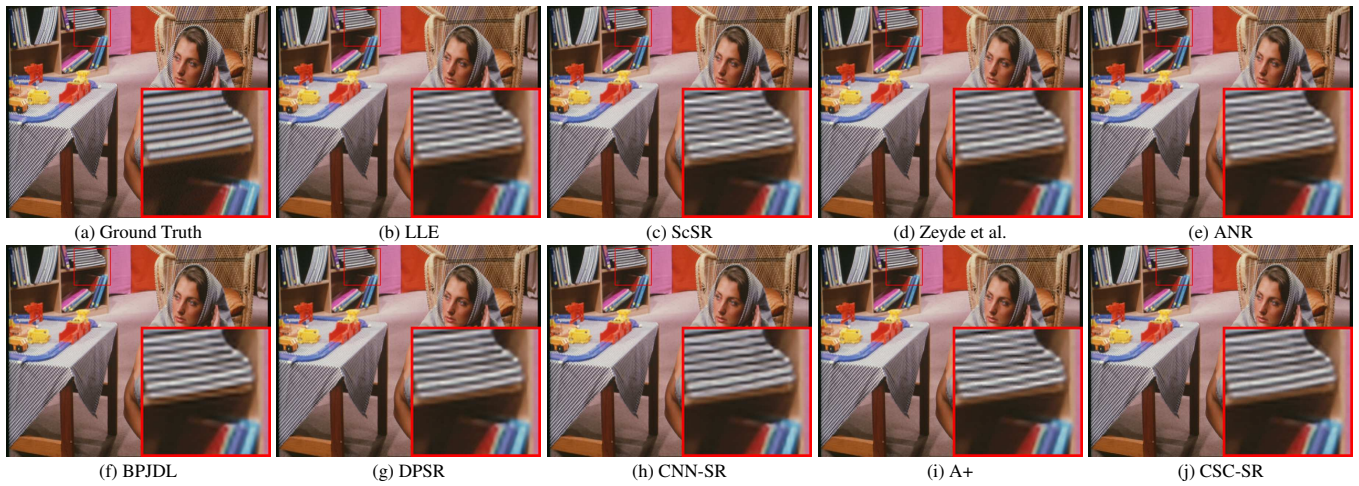 (a) Ground Truth
(b) LLE
(c) ScSR
(d) Zeyde et al.
(e) ANR
(f) BPJDL
(g) DPSR
(h) CNN-SR
(i) A+
(j) CSC-SR